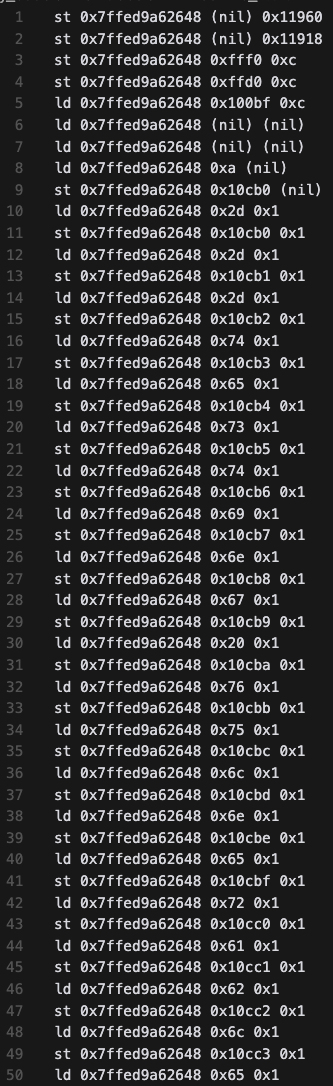 1 st 0x7ffed9a62648 (nil) 0x11960
2 st 0x7ffed9a62648 (nil) 0x11918
3 st 0x7ffed9a62648 0xfff0 0xc
4 st 0x7ffed9a62648 0xffd0 0xc
5 ld 0x7ffed9a62648 0x100bf 0xc
6 ld 0x7ffed9a62648 (nil) (nil)
7 ld 0x7ffed9a62648 (nil) (nil)
8 ld 0x7ffed9a62648 0xa (nil)
9 st 0x7ffed9a62648 0x10cb0 (nil)
10 ld 0x7ffed9a62648 0x2d 0x1
11 st 0x7ffed9a62648 0x10cb0 0x1
12 ld 0x7ffed9a62648 0x2d 0x1
13 st 0x7ffed9a62648 0x10cb1 0x1
14 ld 0x7ffed9a62648 0x2d 0x1
15 st 0x7ffed9a62648 0x10cb2 0x1
16 ld 0x7ffed9a62648 0x74 0x1
17 st 0x7ffed9a62648 0x10cb3 0x1
18 ld 0x7ffed9a62648 0x65 0x1
19 st 0x7ffed9a62648 0x10cb4 0x1
20 ld 0x7ffed9a62648 0x73 0x1
21 st 0x7ffed9a62648 0x10cb5 0x1
22 ld 0x7ffed9a62648 0x74 0x1
23 st 0x7ffed9a62648 0x10cb6 0x1
24 ld 0x7ffed9a62648 0x69 0x1
25 st 0x7ffed9a62648 0x10cb7 0x1
26 ld 0x7ffed9a62648 0x6e 0x1
27 st 0x7ffed9a62648 0x10cb8 0x1
28 ld 0x7ffed9a62648 0x67 0x1
29 st 0x7ffed9a62648 0x10cb9 0x1
30 ld 0x7ffed9a62648 0x20 0x1
31 st 0x7ffed9a62648 0x10cba 0x1
32 ld 0x7ffed9a62648 0x76 0x1
33 st 0x7ffed9a62648 0x10cbb 0x1
34 ld 0x7ffed9a62648 0x75 0x1
35 st 0x7ffed9a62648 0x10cbc 0x1
36 ld 0x7ffed9a62648 0x6c 0x1
37 st 0x7ffed9a62648 0x10cbd 0x1
38 ld 0x7ffed9a62648 0x6e 0x1
39 st 0x7ffed9a62648 0x10cbe 0x1
40 ld 0x7ffed9a62648 0x65 0x1
41 st 0x7ffed9a62648 0x10cbf 0x1
42 ld 0x7ffed9a62648 0x72 0x1
43 st 0x7ffed9a62648 0x10cc0 0x1
44 ld 0x7ffed9a62648 0x61 0x1
45 st 0x7ffed9a62648 0x10cc1 0x1
46 ld 0x7ffed9a62648 0x62 0x1
47 st 0x7ffed9a62648 0x10cc2 0x1
48 ld 0x7ffed9a62648 0x6c 0x1
49 st 0x7ffed9a62648 0x10cc3 0x1
50 ld 0x7ffed9a62648 0x65 0x1